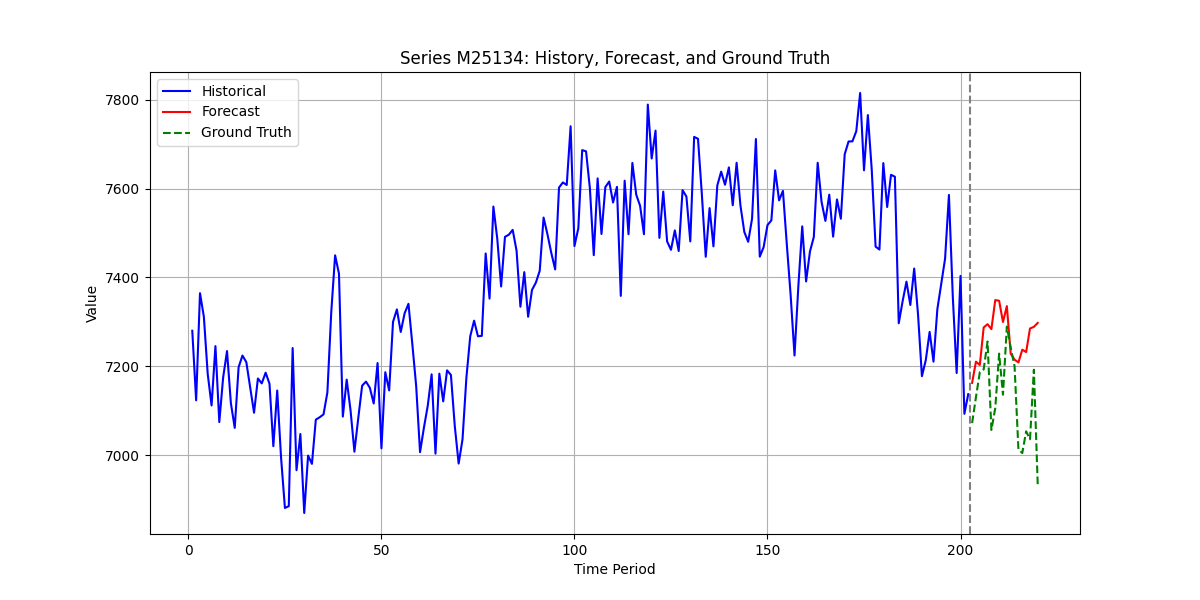 Series M25134: History, Forecast, and Ground Truth
Historical
Forecast
Ground Truth
7800
7600
7400
7200
7000
Value
0
50
100
150
200
Time Period